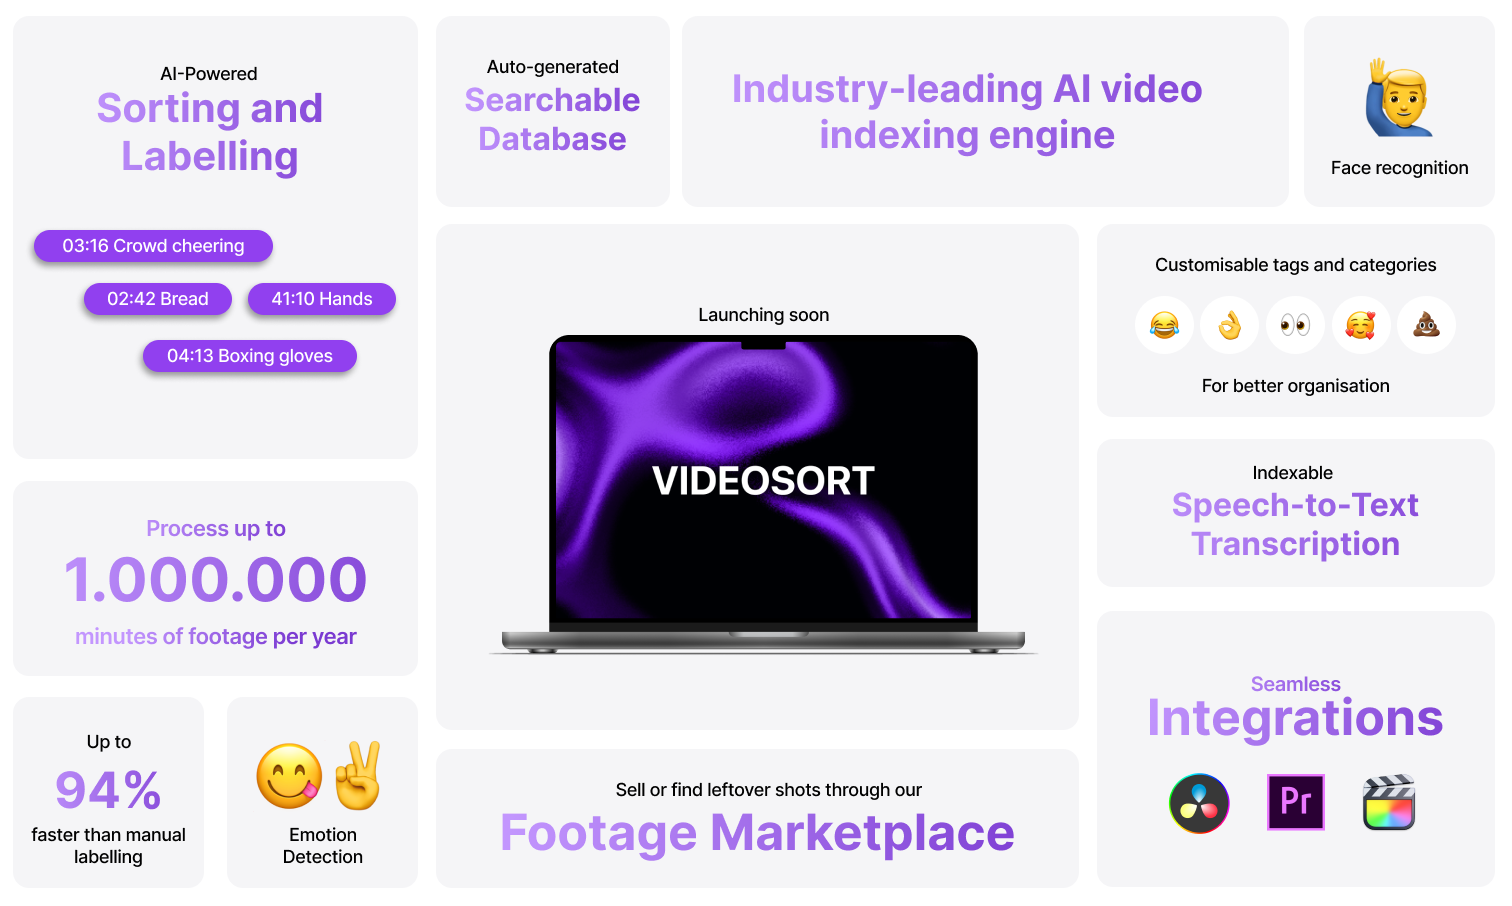 AI-Powered
Sorting and
Labelling
03:16 Crowd cheering
02:42 Bread
41:10 Hands
04:13 Boxing gloves
Auto-generated
Searchable
Database
Industry-leading AI video
indexing engine
Face recognition
Launching soon
VIDEOSORT
Customisable tags and categories
For better organisation
Indexable
Speech-to-Text
Transcription
Process up to
1.000.000
minutes of footage per year
Up to
94%
faster than manual
labelling
Emotion
Detection
Sell or find leftover shots through our
Footage Marketplace
Seamless
Integrations
Pr